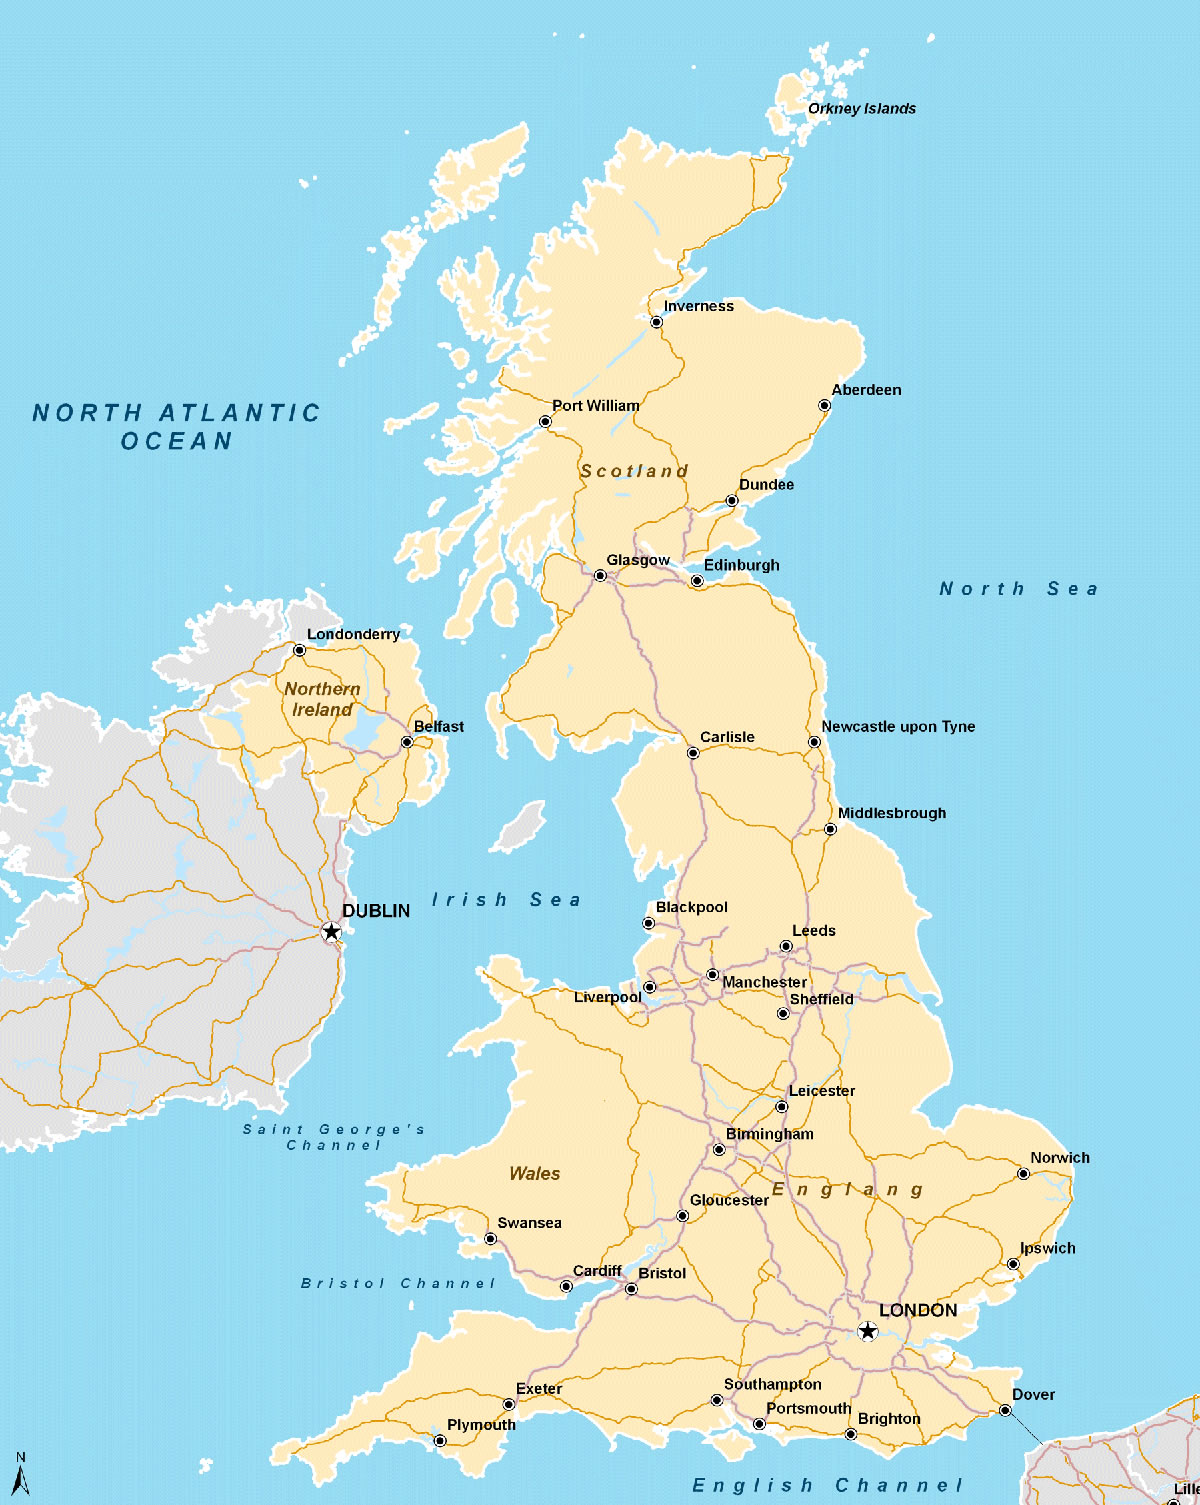 Orkney Islands
Inverness
Aberdeen
NORTH ATLANTIC
OCEAN
Port William
Scotland
Dundee
Glasgow
Edinburgh
North Sea
Londonderry
Northern
Ireland
Belfast
Newcastle upon Tyne
Carlisle
Middlesbrough
Irish Sea
Blackpool
DUBLIN
Leeds
Manchester
Liverpool
Sheffield
Leicester
Saint George's
Channel
Birmingham
Norwich
Wales
Englang
Gloucester
Swansea
Ipswich
Cardiff
Bristol
Bristol Channel
LONDON
Exeter
Southampton
Dover
Portsmouth
Brighton
Plymouth
N
English Channel
Lill